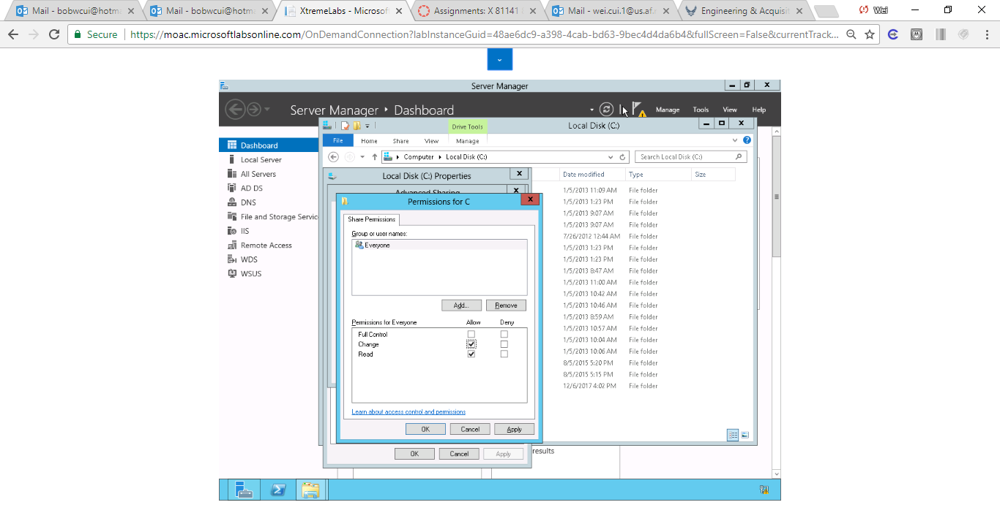 Mail - bobwcui@hotm
Mail - bobwcui@hotm
XtremeLabs - Microsof
Assignments: X 81141
Mail - wei.cui.1@us.af.
Engineering & Acquisit
Wei
Secure
https://moac.microsoftlabsonline.com/OnDemandConnection?labInstanceGuid=48ae6dc9-a398-4cab-bd63-9bec4d4da6b4&fullScreen=False&currentTrack...
Server Manager
Server Manager
Dashboard
Manage
Tools
View
Help
Drive Tools
Local Disk (C:)
File
Home
Share
View
Manage
Computer
Local Disk (C:)
Search Local Disk (C:)
Dashboard
Local Server
All Servers
AD DS
DNS
File and Storage Servic
IIS
Remote Access
WDS
WSUS
Local Disk (C:) Properties
Advanced Sharing
Permissions for C
Share Permissions
Group or user names:
Everyone
Add...
Remove
Permissions for Everyone
Allow
Deny
Full Control
Change
Read
Learn about access control and permissions
OK
Cancel
Apply
OK
Cancel
Apply
Date modified
Type
Size
1/5/2013 11:09 AM File folder
1/5/2013 1:23 PM File folder
1/5/2013 9:07 AM File folder
1/5/2013 9:07 AM File folder
7/26/2012 12:44 AM File folder
1/5/2013 1:23 PM File folder
1/5/2013 1:23 PM File folder
1/5/2013 8:47 AM File folder
1/5/2013 11:00 AM File folder
1/5/2013 10:42 AM File folder
1/5/2013 10:46 AM File folder
1/5/2013 8:59 AM File folder
1/5/2013 10:57 AM File folder
1/5/2013 10:04 AM File folder
1/5/2013 10:06 AM File folder
8/5/2015 5:20 PM File folder
8/5/2015 5:15 PM File folder
12/6/2017 4:02 PM File folder
results